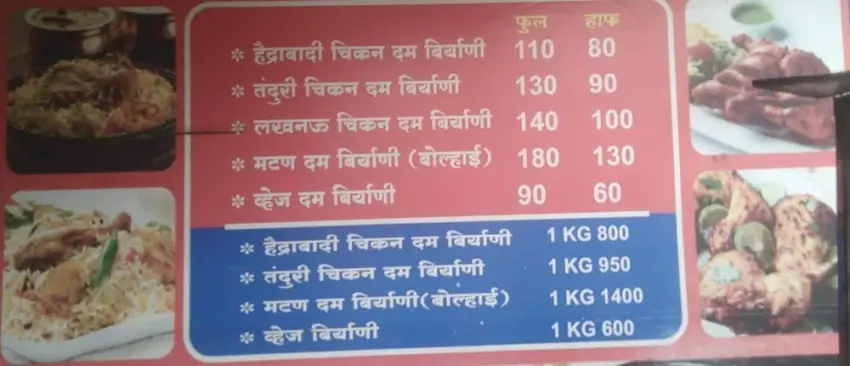 फुल हाफ
* हैद्राबादी चिकन दम बिर्याणी 110 80
* तंदुरी चिकन दम बिर्याणी 130 90
* लखनऊ चिकन दम बिर्याणी 140 100
* मटण दम बिर्याणी (बोल्हाई) 180 130
* व्हेज दम बिर्याणी 90 60
* हैद्राबादी चिकन दम बिर्याणी 1 KG 800
* तंदुरी चिकन दम बिर्याणी 1 KG 950
* मटण दम बिर्याणी(बोल्हाई) 1 KG 1400
* व्हेज बिर्याणी 1 KG 600